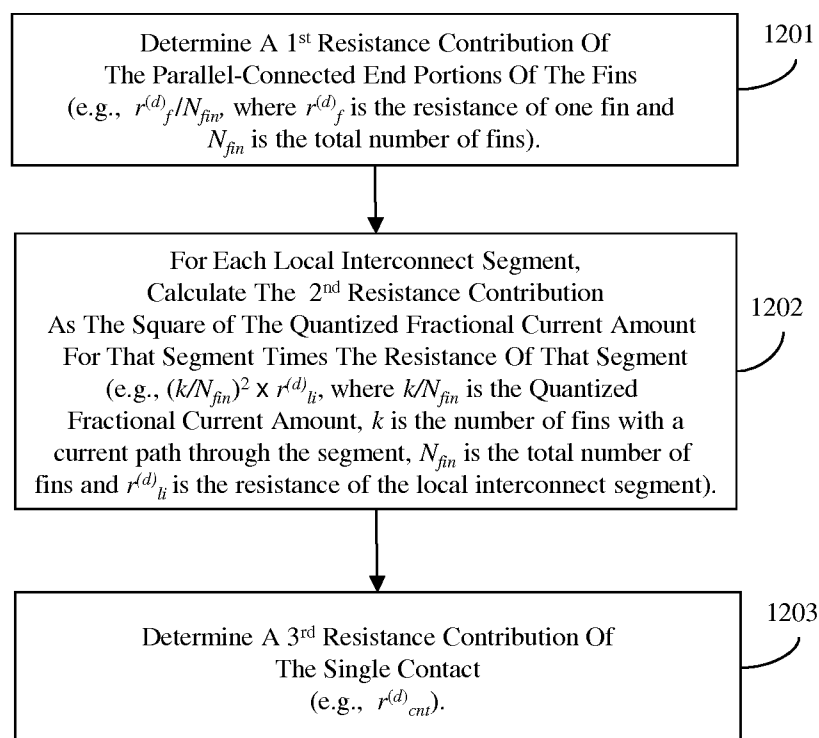 Determine A 1st Resistance Contribution Of
The Parallel-Connected End Portions Of The Fins
(e.g., r(d)f/Nfin, where r(d)f is the resistance of one fin and
Nfin is the total number of fins).
1201
For Each Local Interconnect Segment,
Calculate The 2nd Resistance Contribution
As The Square of The Quantized Fractional Current Amount
For That Segment Times The Resistance Of That Segment
(e.g., (k/Nfin)2 x r(d)li, where k/Nfin is the Quantized
Fractional Current Amount, k is the number of fins with a
current path through the segment, Nfin is the total number of
fins and r(d)li is the resistance of the local interconnect segment).
1202
Determine A 3rd Resistance Contribution Of
The Single Contact
(e.g., r(d)cnt).
1203